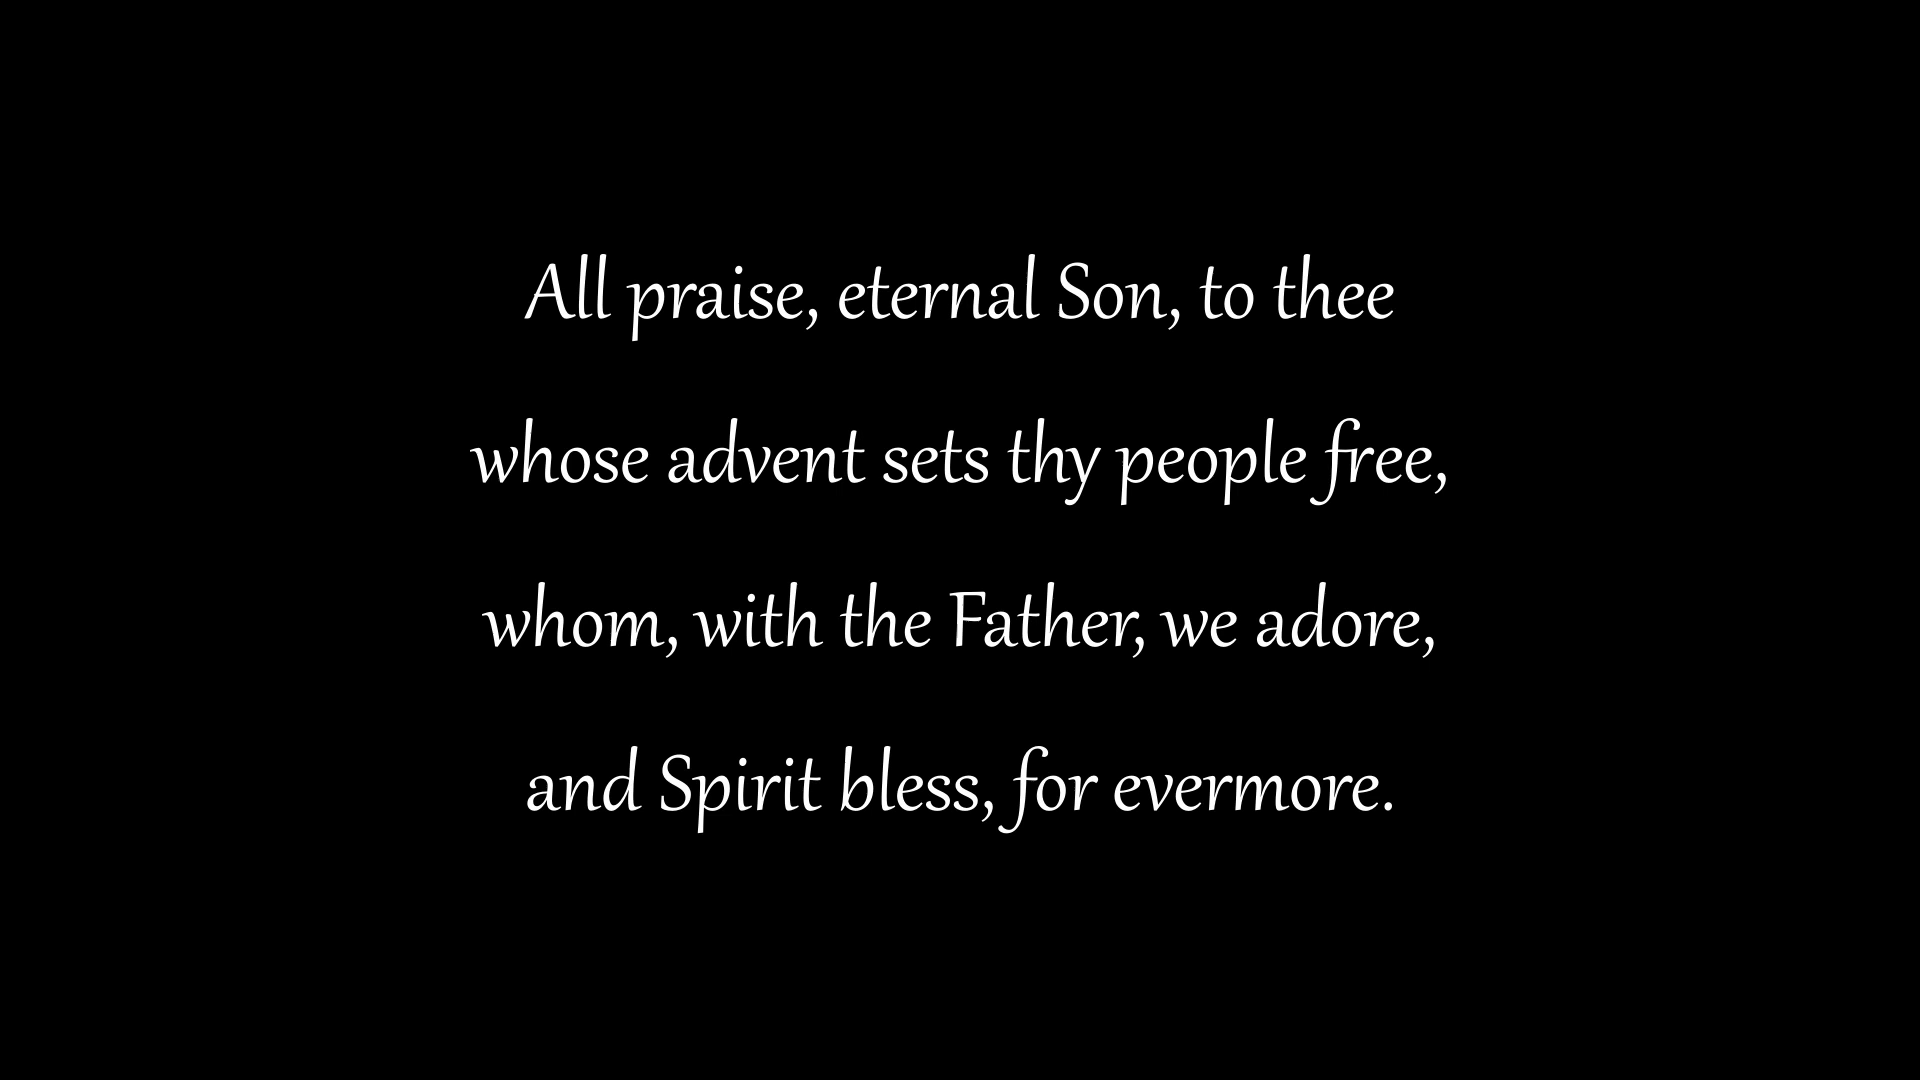 All praise, eternal Son, to thee
whose advent sets thy people free,
whom, with the Father, we adore,
and Spirit bless, for evermore.